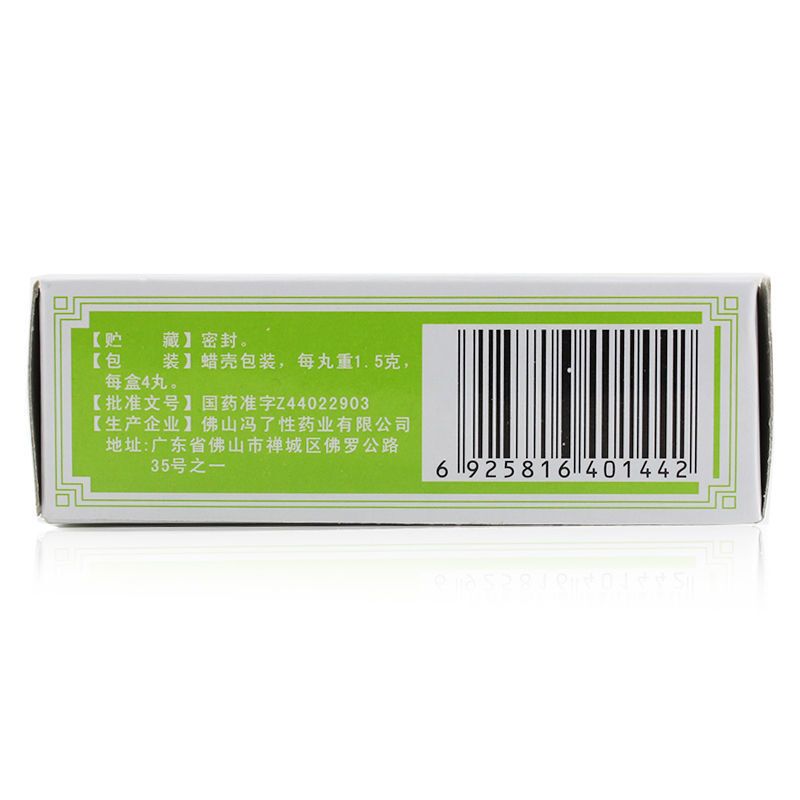 【贮　　藏】密封。
【包　　装】蜡壳包装，每丸重1.5克，
每盒4丸。
【批准文号】国药准字Z44022903
【生产企业】佛山冯了性药业有限公司
地址:广东省佛山市禅城区佛罗公路
35号之一
6 925816 401442